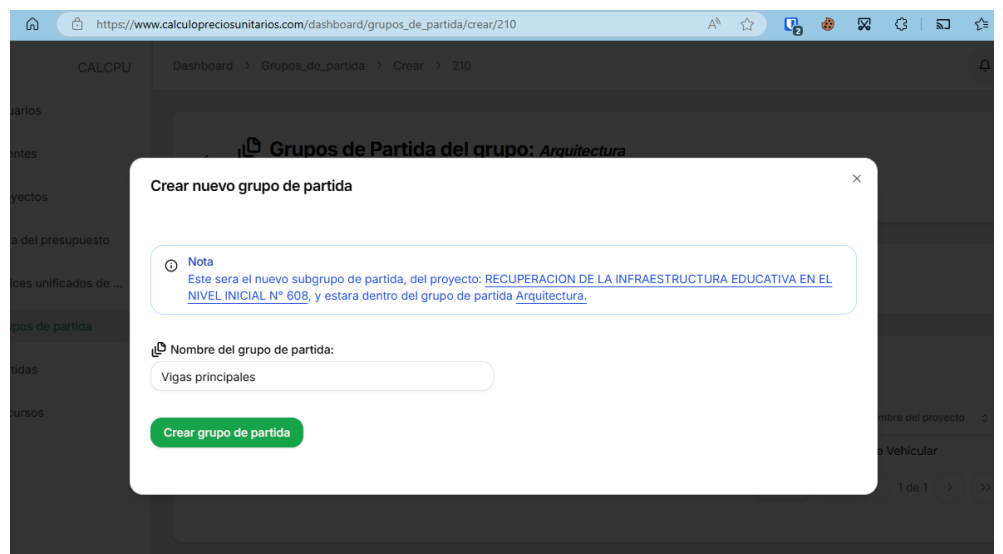 https://www.calculopreciosunitarios.com/dashboard/grupos_de_partida/crear/210
2
CALCPU
Dashboard > Grupos_de_partida > Crear > 210
uarios
entes
yectos
a del presupuesto
ices unificados de ...
upos de partida
tidas
cursos
Grupos de Partida del grupo: Arquitectura
Crear nuevo grupo de partida
Nota
Este sera el nuevo subgrupo de partida, del proyecto: RECUPERACION DE LA INFRAESTRUCTURA EDUCATIVA EN EL
NIVEL INICIAL N° 608, y estara dentro del grupo de partida Arquitectura.
Nombre del grupo de partida:
Vigas principales
Crear grupo de partida
mbre del proyecto
e Vehicular
1 de 1